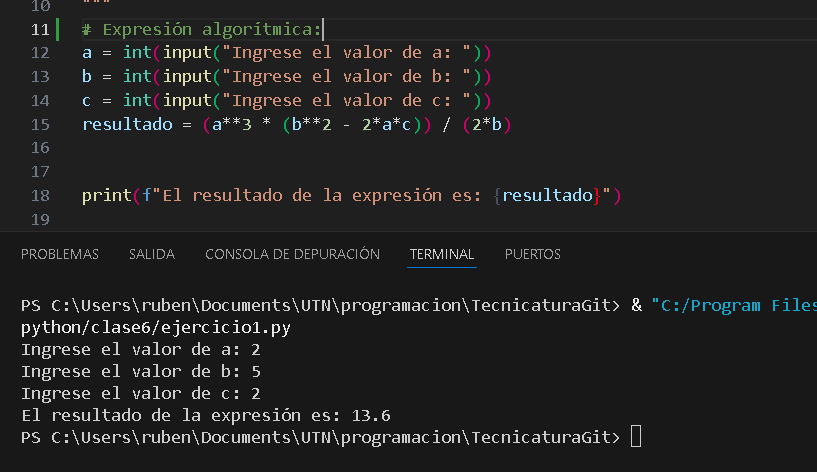 10 """
11 # Expresión algorítmica:
12 a = int(input("Ingrese el valor de a: "))
13 b = int(input("Ingrese el valor de b: "))
14 c = int(input("Ingrese el valor de c: "))
15 resultado = (a**3 * (b**2 - 2*a*c)) / (2*b)
16
17
18 print(f"El resultado de la expresión es: {resultado}")
19
PROBLEMAS SALIDA CONSOLA DE DEPURACIÓN TERMINAL PUERTOS
PS C:\Users\ruben\Documents\UTN\programacion\TecnicaturaGit> & "C:/Program Files
python/clase6/ejercicio1.py
Ingrese el valor de a: 2
Ingrese el valor de b: 5
Ingrese el valor de c: 2
El resultado de la expresión es: 13.6
PS C:\Users\ruben\Documents\UTN\programacion\TecnicaturaGit>